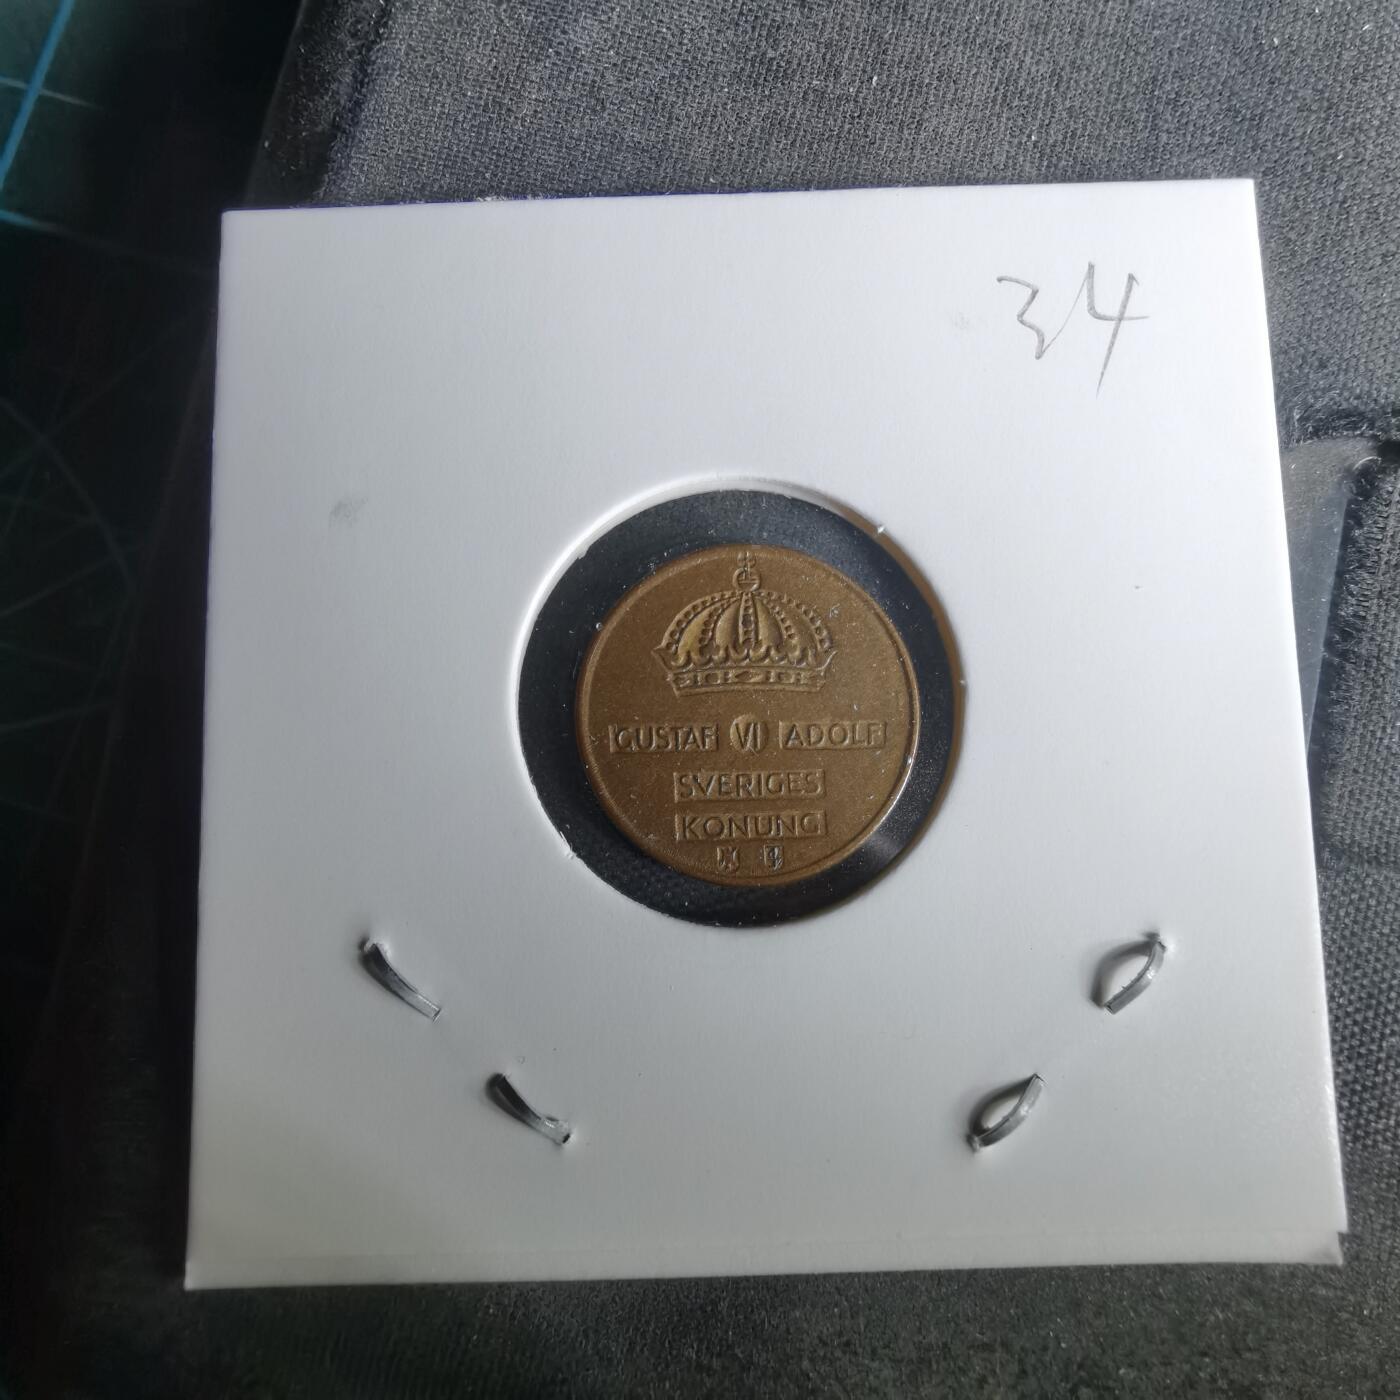 34
GUSTAF VI ADOLF
SVERIGES
KONUNG